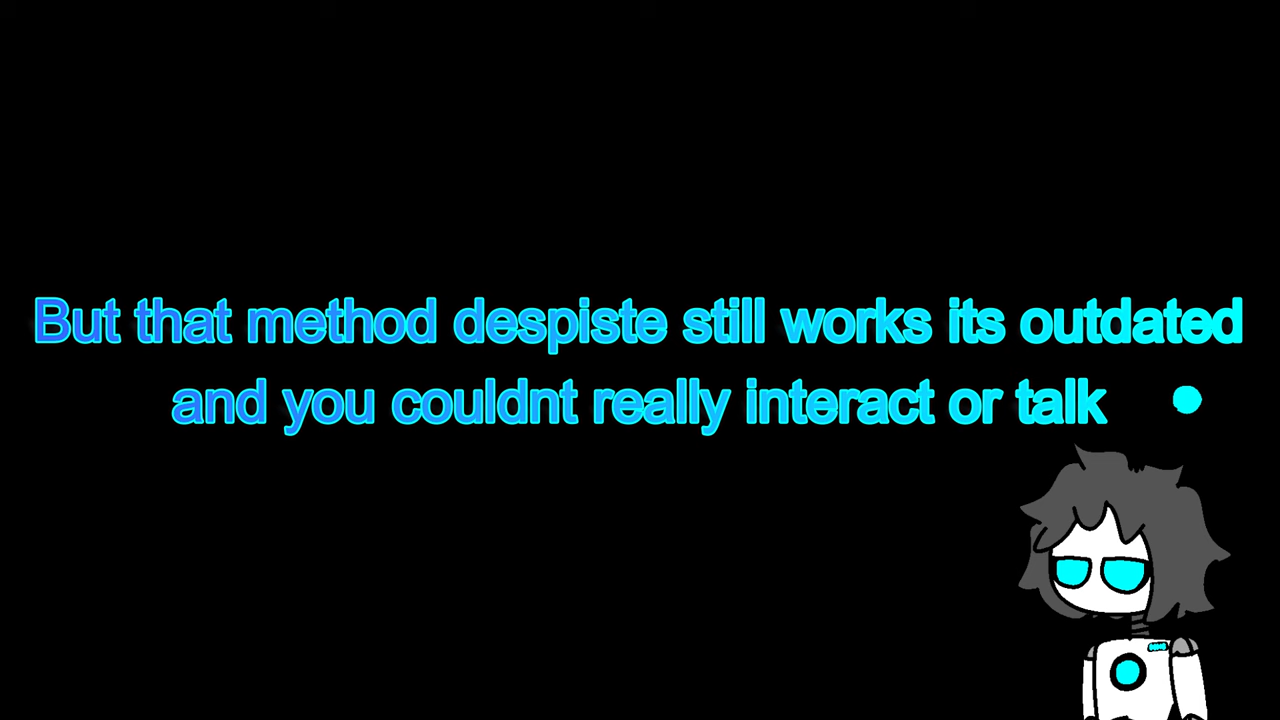 But that method despiste still works its outdated
and you couldnt really interact or talk